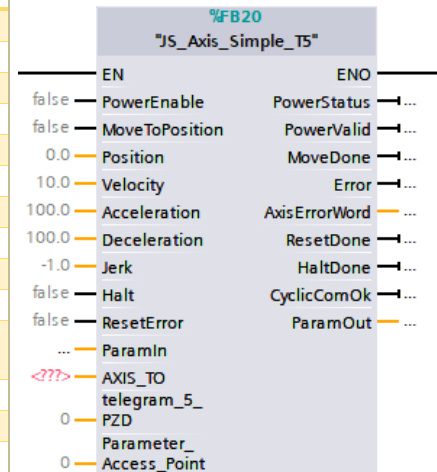 %FB20
"JS_Axis_Simple_T5"
EN ENO
false PowerEnable PowerStatus ...
false MoveToPosition PowerValid ...
0.0 Position MoveDone ...
10.0 Velocity Error ...
100.0 Acceleration AxisErrorWord ...
100.0 Deceleration ResetDone ...
-1.0 Jerk HaltDone ...
false Halt CyclicComOk ...
false ResetError ParamOut ...
... ParamIn
<???> AXIS_TO
telegram_5_
0 PZD
Parameter_
0 Access_Point